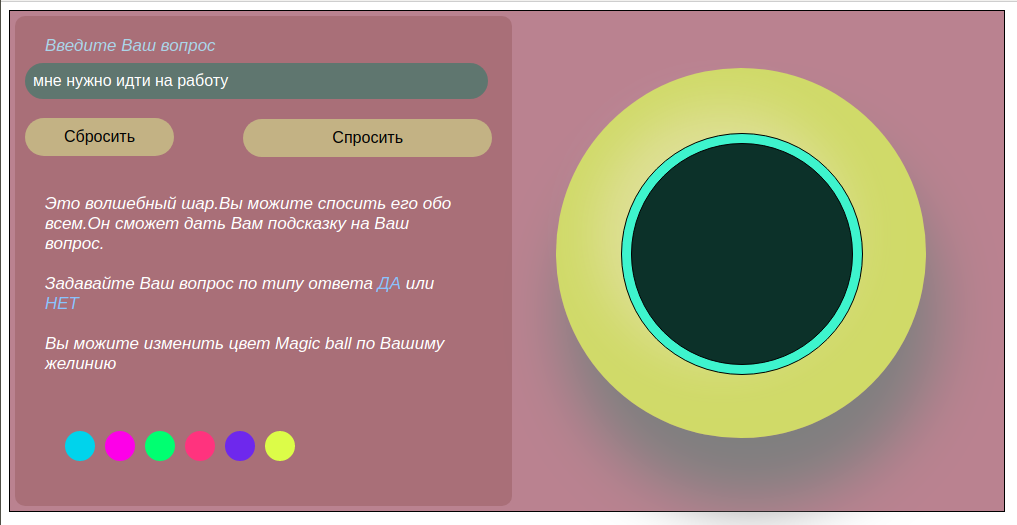 Введите Ваш вопрос
мне нужно идти на работу
Сбросить
Спросить
Это волшебный шар.Вы можите спосить его обо
всем.Он сможет дать Вам подсказку на Ваш
вопрос.
Задавайте Ваш вопрос по типу ответа ДА или
НЕТ
Вы можите изменить цвет Magic ball по Вашиму
желинию